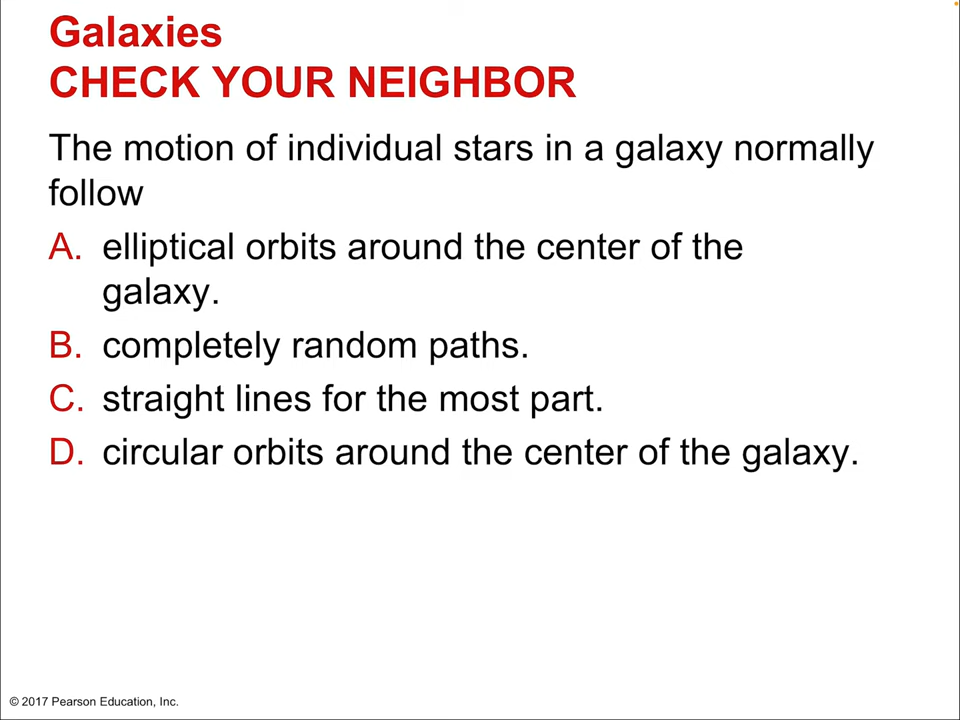 Galaxies
CHECK YOUR NEIGHBOR
The motion of individual stars in a galaxy normally
follow
A. elliptical orbits around the center of the
galaxy.
B. completely random paths.
C. straight lines for the most part.
D. circular orbits around the center of the galaxy.
© 2017 Pearson Education, Inc.